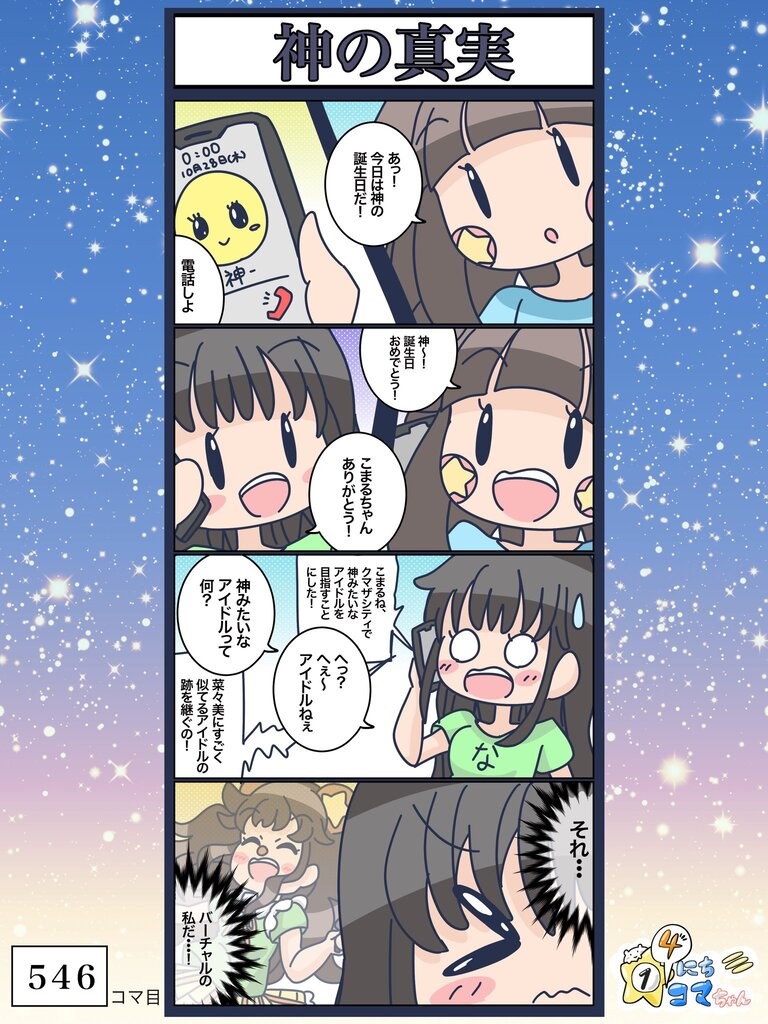 神の真実
あっ！
今日は神の
誕生日だ！
0:00
10月28日(木)
神-
電話しよ
神〜！
誕生日
おめでとう！
こまるちゃん
ありがとう！
こまるね、
クマザシティで
神みたいな
アイドルを
目指すこと
にした！
へっ？
へぇ〜
アイドルねぇ
神みたいな
アイドルって
何？
菜々美にすごく
似てるアイドルの
跡を継ぐの！
な
それ…
バーチャルの
私だ…！
546
コマ目
1にち
4コマ
ちゃん